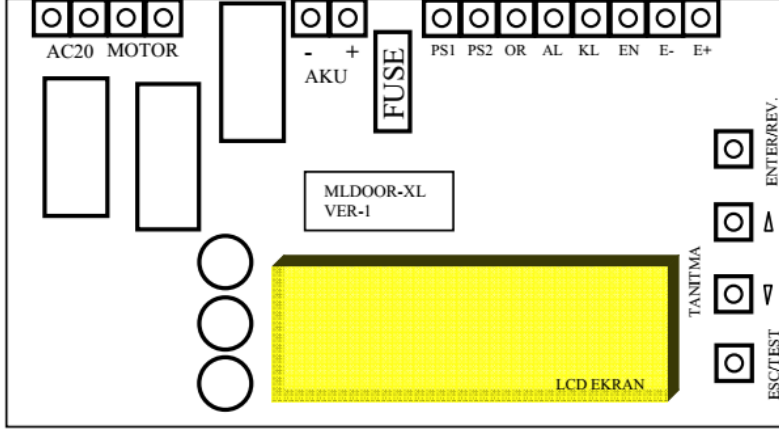 AC20 MOTOR
- +
AKU
FUSE
PS1 PS2 OR AL KL EN E- E+
MLDOOR-XL
VER-1
ENTER/REV.
TANITMA
ESC/TEST
LCD EKRAN